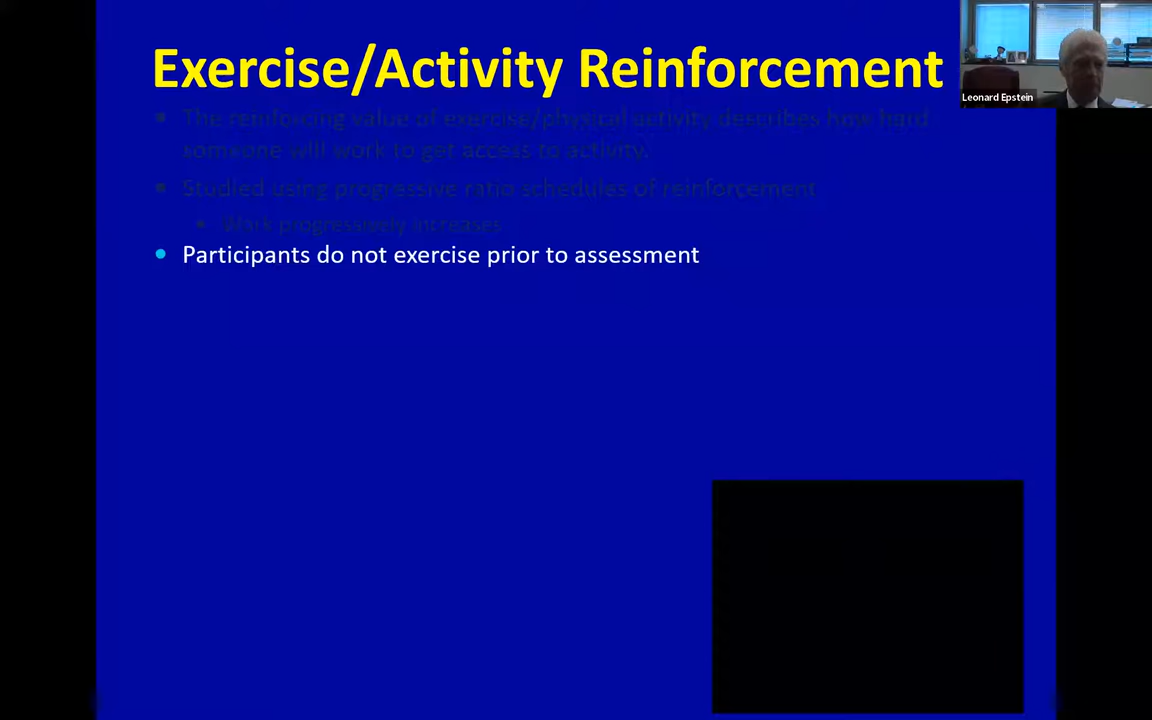 Exercise/Activity Reinforcement
Leonard Epstein
The reinforcing value of exercise/physical activity describes how hard
someone will work to get access to activity.
Studied using progressive ratio schedules of reinforcement
Work progressively increases
Participants do not exercise prior to assessment